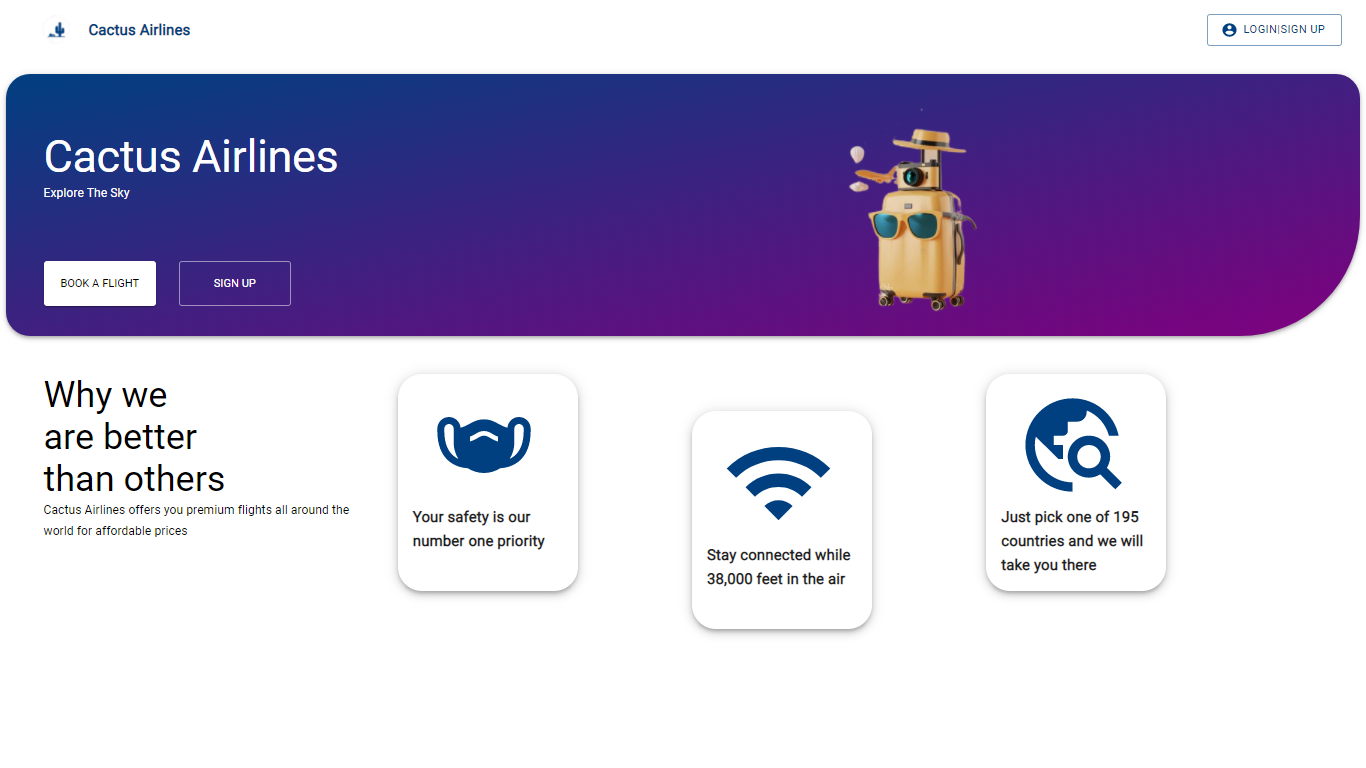 Cactus Airlines
LOGIN|SIGN UP
Cactus Airlines
Explore The Sky
BOOK A FLIGHT
SIGN UP
Why we
are better
than others
Cactus Airlines offers you premium flights all around the
world for affordable prices
Your safety is our
number one priority
Stay connected while
38,000 feet in the air
Just pick one of 195
countries and we will
take you there